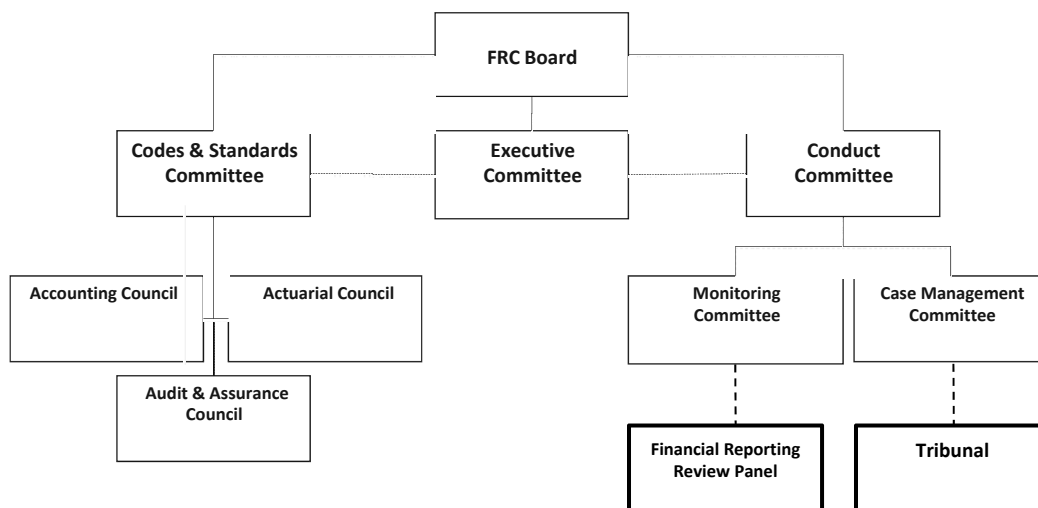 FRC Board
Codes & Standards
Committee
Executive
Committee
Conduct
Committee
Accounting Council
Actuarial Council
Monitoring
Committee
Case Management
Committee
Audit & Assurance
Council
Financial Reporting
Review Panel
Tribunal